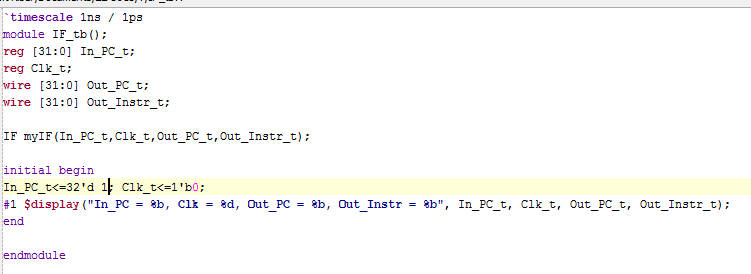 `timescale 1ns / 1ps
module IF_tb();
reg [31:0] In_PC_t;
reg Clk_t;
wire [31:0] Out_PC_t;
wire [31:0] Out_Instr_t;
IF myIF(In_PC_t,Clk_t,Out_PC_t,Out_Instr_t);
initial begin
In_PC_t<=32'd 1; Clk_t<=1'b0;
#1 $display("In_PC = %b, Clk = %d, Out_PC = %b, Out_Instr = %b", In_PC_t, Clk_t, Out_PC_t, Out_Instr_t);
end
endmodule